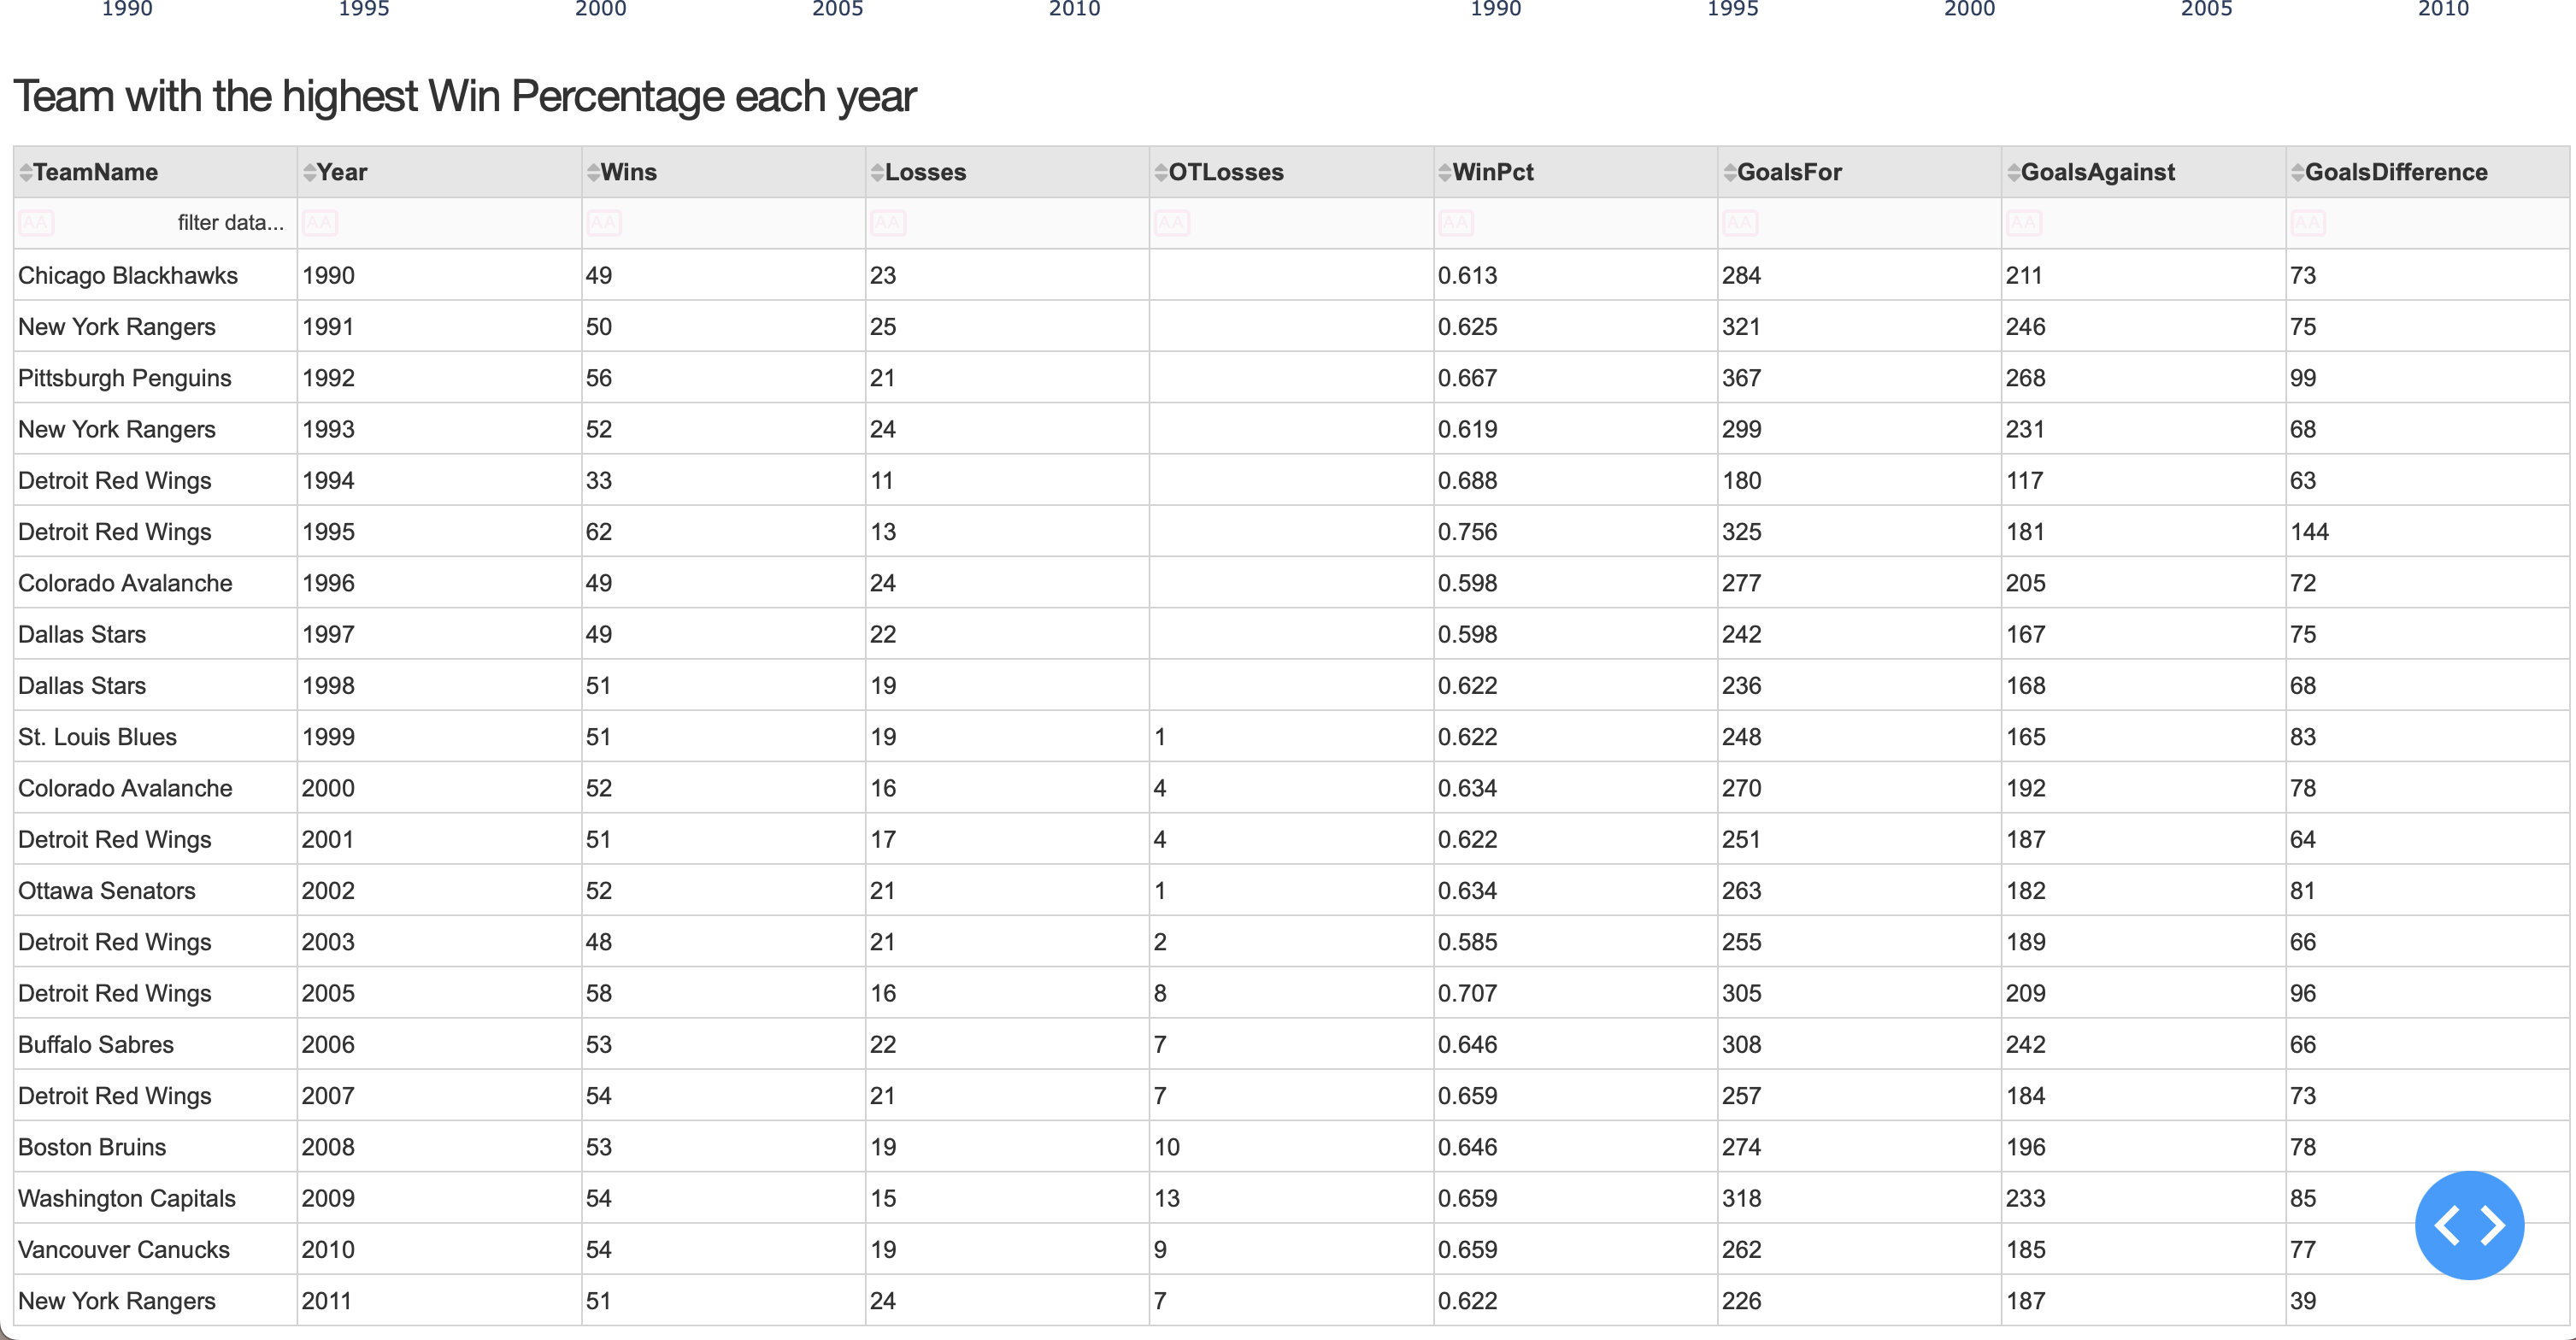 1990 1995 2000 2005 2010 1990 1995 2000 2005 2010
Team with the highest Win Percentage each year
TeamName Year Wins Losses OTLosses WinPct GoalsFor GoalsAgainst GoalsDifference
AA filter data... AA AA AA AA AA AA AA AA
Chicago Blackhawks 1990 49 23 0.613 284 211 73
New York Rangers 1991 50 25 0.625 321 246 75
Pittsburgh Penguins 1992 56 21 0.667 367 268 99
New York Rangers 1993 52 24 0.619 299 231 68
Detroit Red Wings 1994 33 11 0.688 180 117 63
Detroit Red Wings 1995 62 13 0.756 325 181 144
Colorado Avalanche 1996 49 24 0.598 277 205 72
Dallas Stars 1997 49 22 0.598 242 167 75
Dallas Stars 1998 51 19 0.622 236 168 68
St. Louis Blues 1999 51 19 1 0.622 248 165 83
Colorado Avalanche 2000 52 16 4 0.634 270 192 78
Detroit Red Wings 2001 51 17 4 0.622 251 187 64
Ottawa Senators 2002 52 21 1 0.634 263 182 81
Detroit Red Wings 2003 48 21 2 0.585 255 189 66
Detroit Red Wings 2005 58 16 8 0.707 305 209 96
Buffalo Sabres 2006 53 22 7 0.646 308 242 66
Detroit Red Wings 2007 54 21 7 0.659 257 184 73
Boston Bruins 2008 53 19 10 0.646 274 196 78
Washington Capitals 2009 54 15 13 0.659 318 233 85
Vancouver Canucks 2010 54 19 9 0.659 262 185 77
New York Rangers 2011 51 24 7 0.622 226 187 39